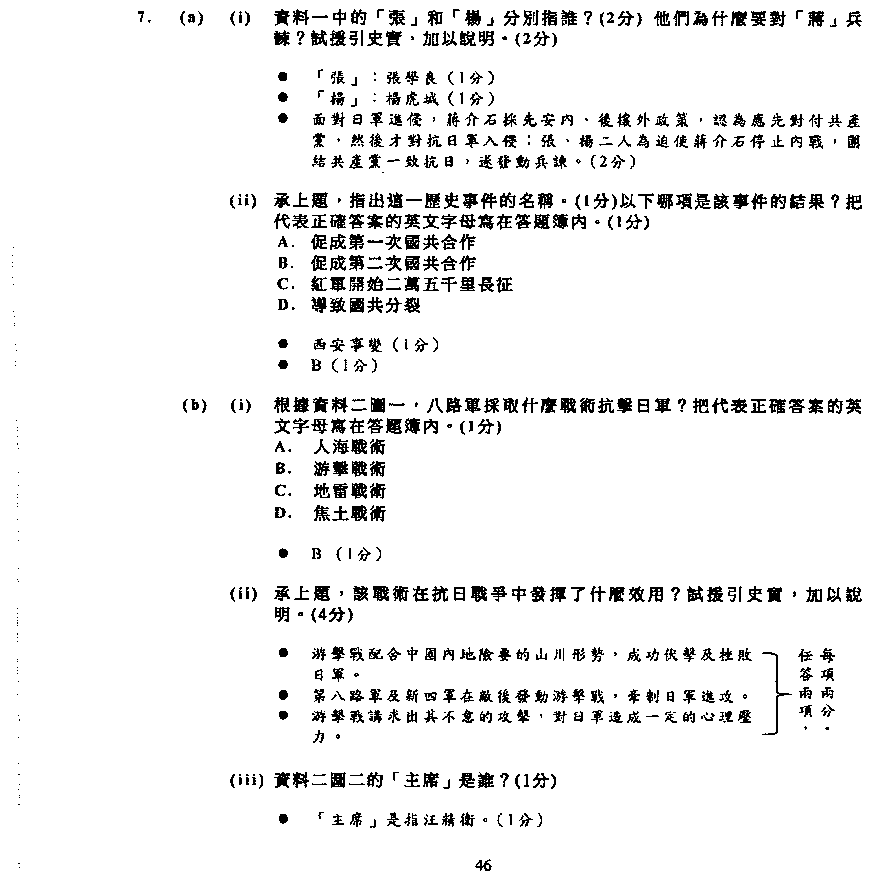 7. (a) (i) 資料一中的「張」和「楊」分別指誰？(2分) 他們為什麼要對「蔣」兵
諫？試援引史實，加以說明。(2分)
● 「張」：張學良（1分）
● 「楊」：楊虎城（1分）
● 面對日軍進侵，蔣介石採先安內、後攘外政策，認為應先對付共產
黨，然後才對抗日軍入侵；張、楊二人為迫使蔣介石停止內戰，團
結共產黨一致抗日，遂發動兵諫。（2分）
(ii) 承上題，指出這一歷史事件的名稱。(1分)以下哪項是該事件的結果？把
代表正確答案的英文字母寫在答題簿內。(1分)
A. 促成第一次國共合作
B. 促成第二次國共合作
C. 紅軍開始二萬五千里長征
D. 導致國共分裂
● 西安事變（1分）
● B（1分）
(b) (i) 根據資料二圖一，八路軍採取什麼戰術抗擊日軍？把代表正確答案的英
文字母寫在答題簿內。(1分)
A. 人海戰術
B. 游擊戰術
C. 地雷戰術
D. 焦土戰術
● B （1分）
(ii) 承上題，該戰術在抗日戰爭中發揮了什麼效用？試援引史實，加以說
明。(4分)
● 游擊戰配合中國內地險要的山川形勢，成功伏擊及挫敗
日軍。
● 第八路軍及新四軍在敵後發動游擊戰，牽制日軍進攻。
● 游擊戰講求出其不意的攻擊，對日軍造成一定的心理壓
力。
每項兩分。
任答兩項，
(iii) 資料二圖二的「主席」是誰？(1分)
● 「主席」是指汪精衛。（1分）
46